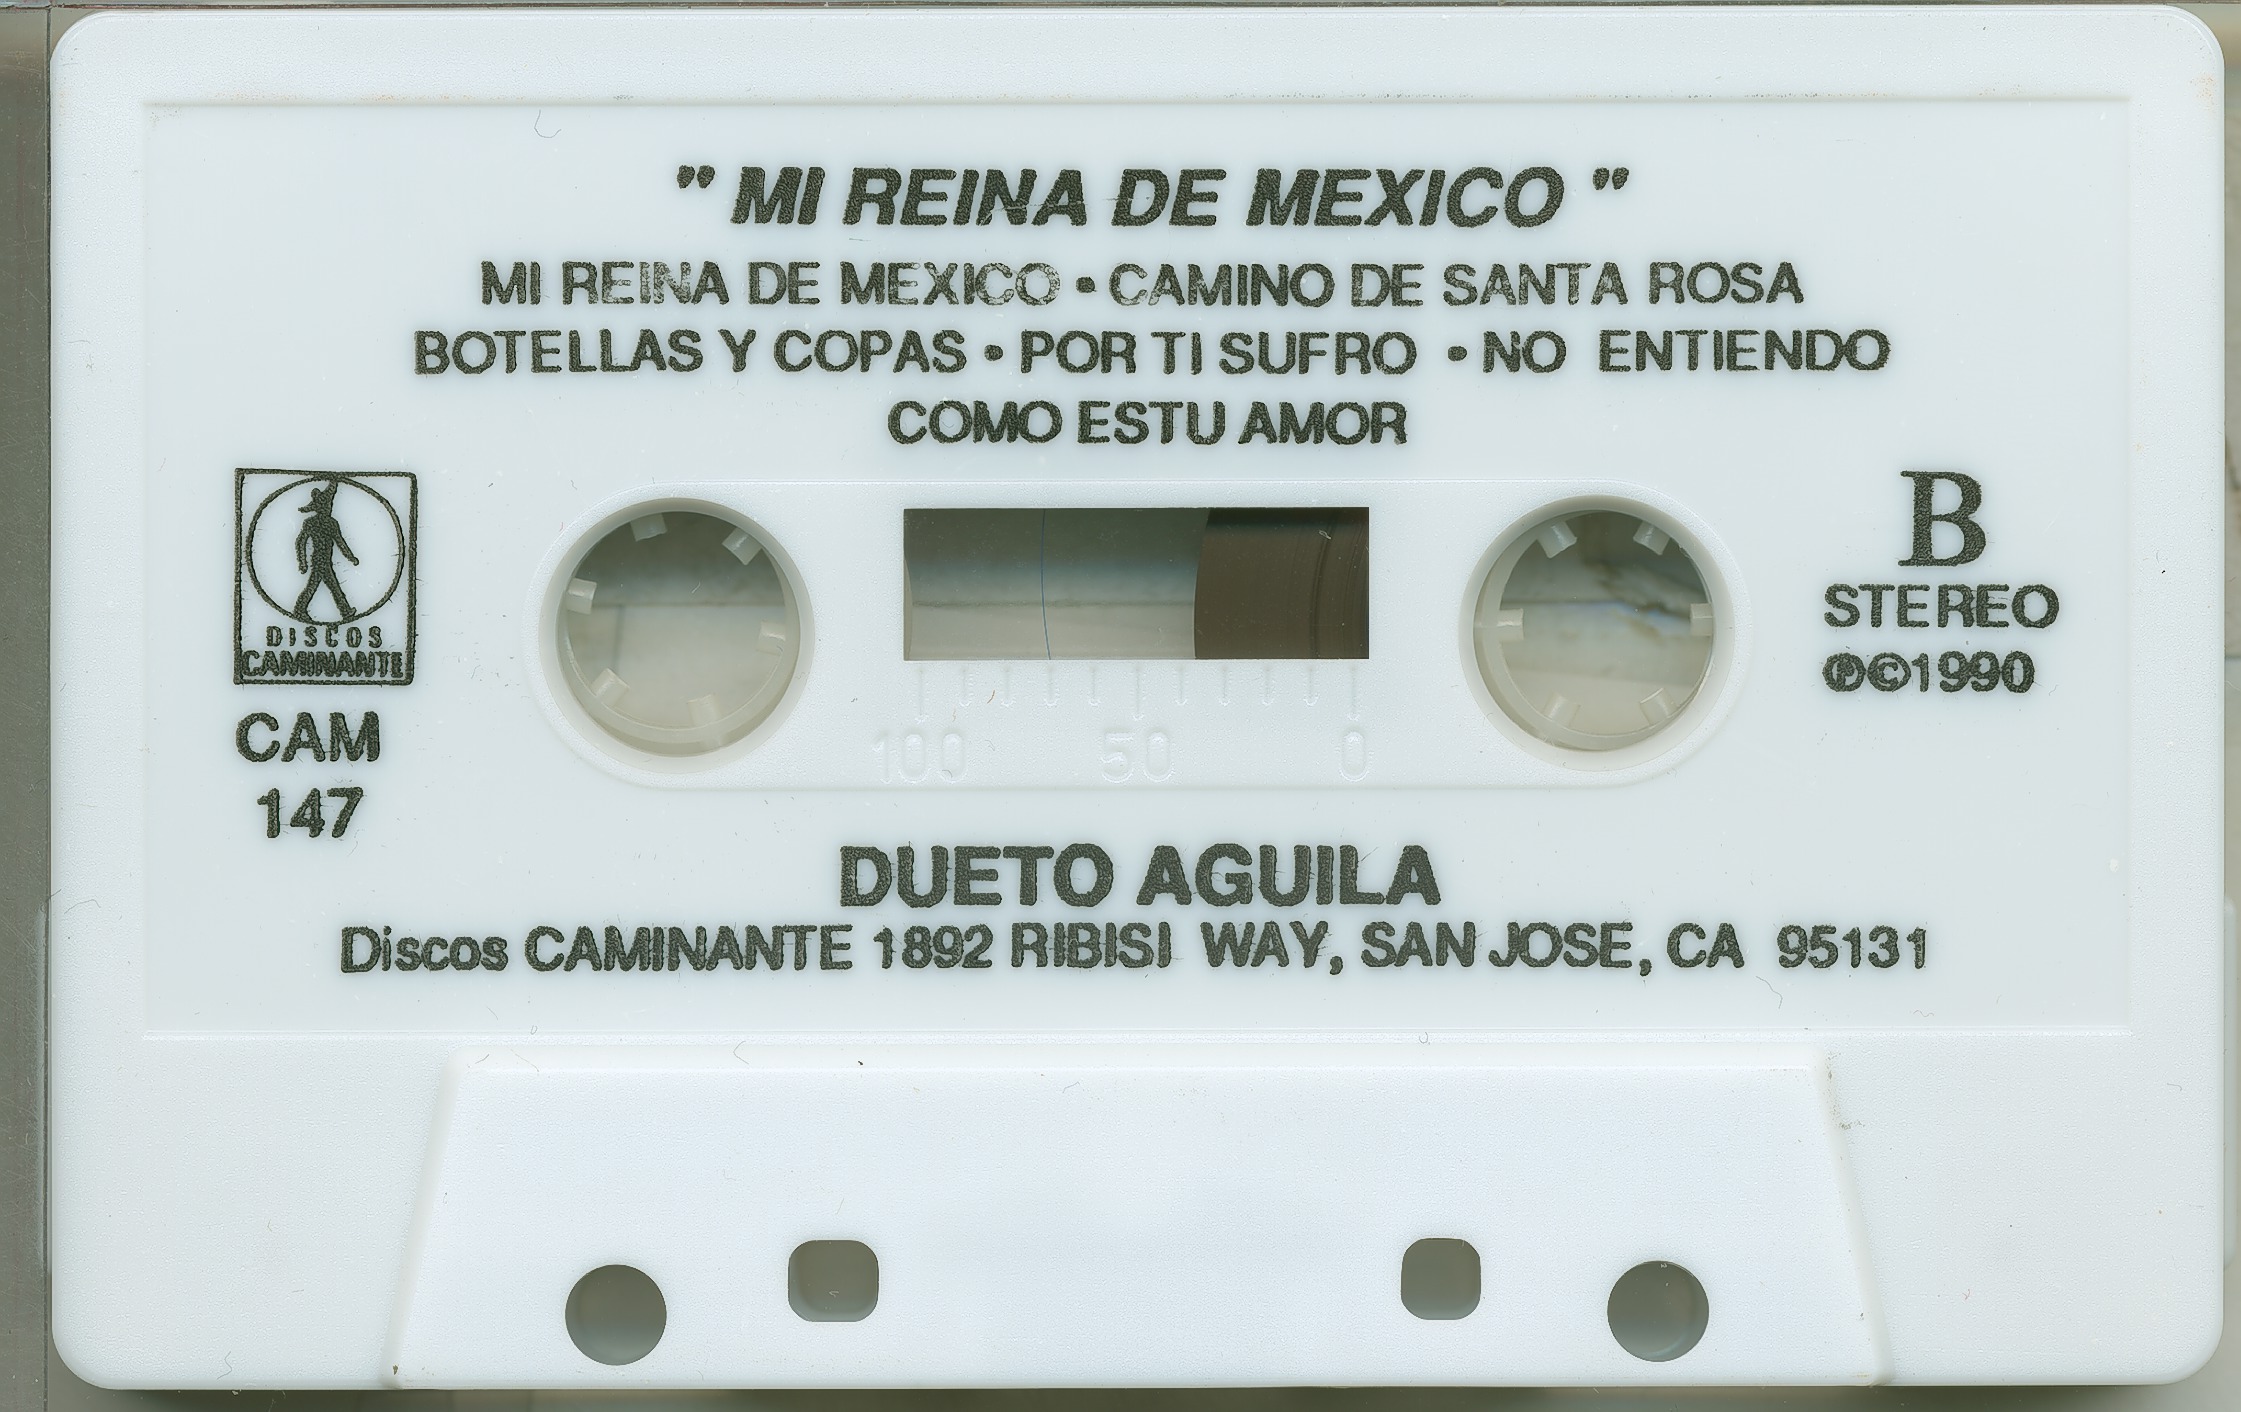 " MI REINA DE MEXICO "
MI REINA DE MEXICO • CAMINO DE SANTA ROSA
BOTELLAS Y COPAS • POR TI SUFRO • NO ENTIENDO
COMO ESTU AMOR
DISCOS
CAMINANTE
CAM
147
B
STEREO
℗©1990
100 50 0
DUETO AGUILA
Discos CAMINANTE 1892 RIBISI WAY, SAN JOSE, CA 95131